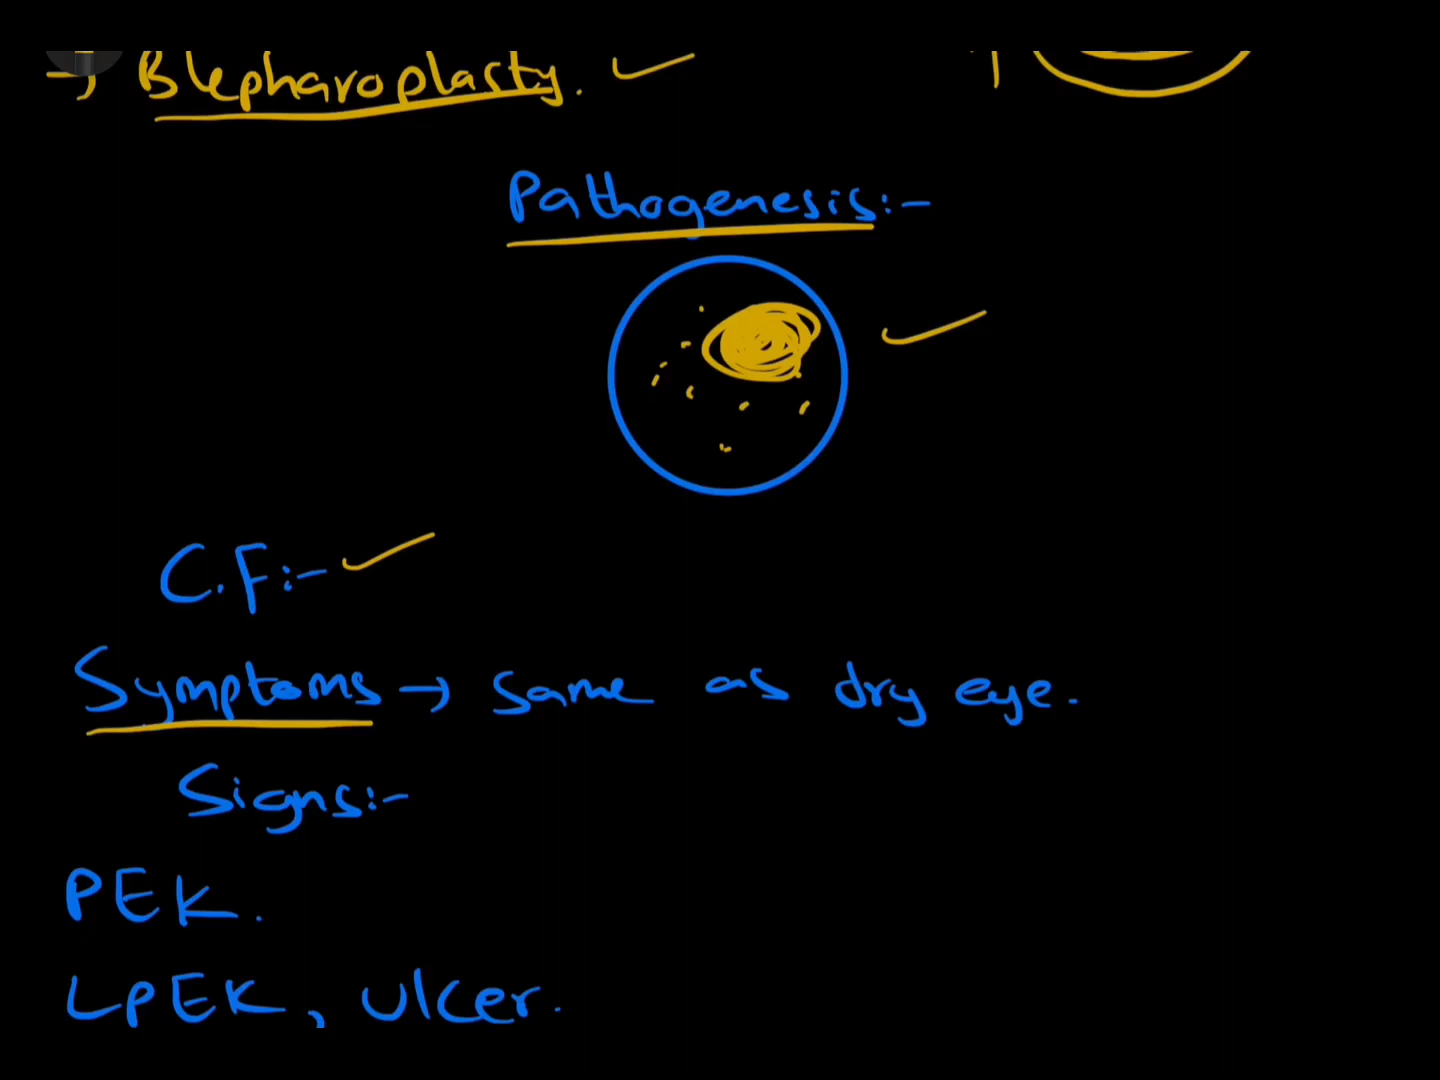 → Blepharoplasty.
Pathogenesis:-
C.F:-
Symptoms → same as dry eye.
Signs:-
PEK.
LPEK, ulcer.